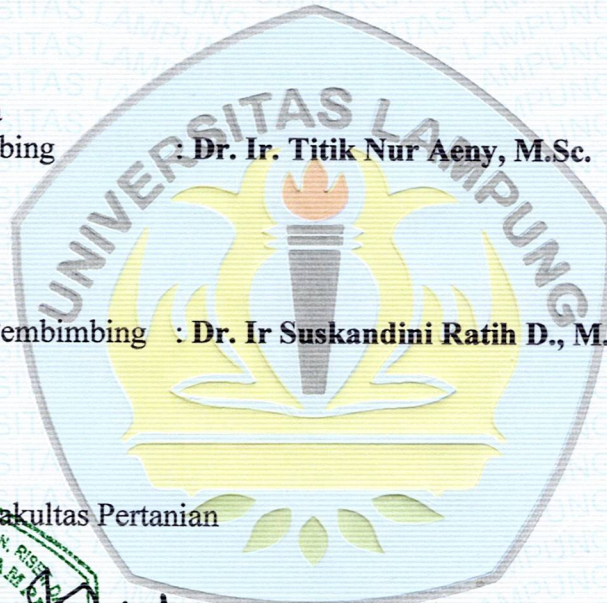 UNIVERSITAS LAMPUNG
bing : Dr. Ir. Titik Nur Aeny, M.Sc.
embimbing : Dr. Ir Suskandini Ratih D., M.
akultas Pertanian